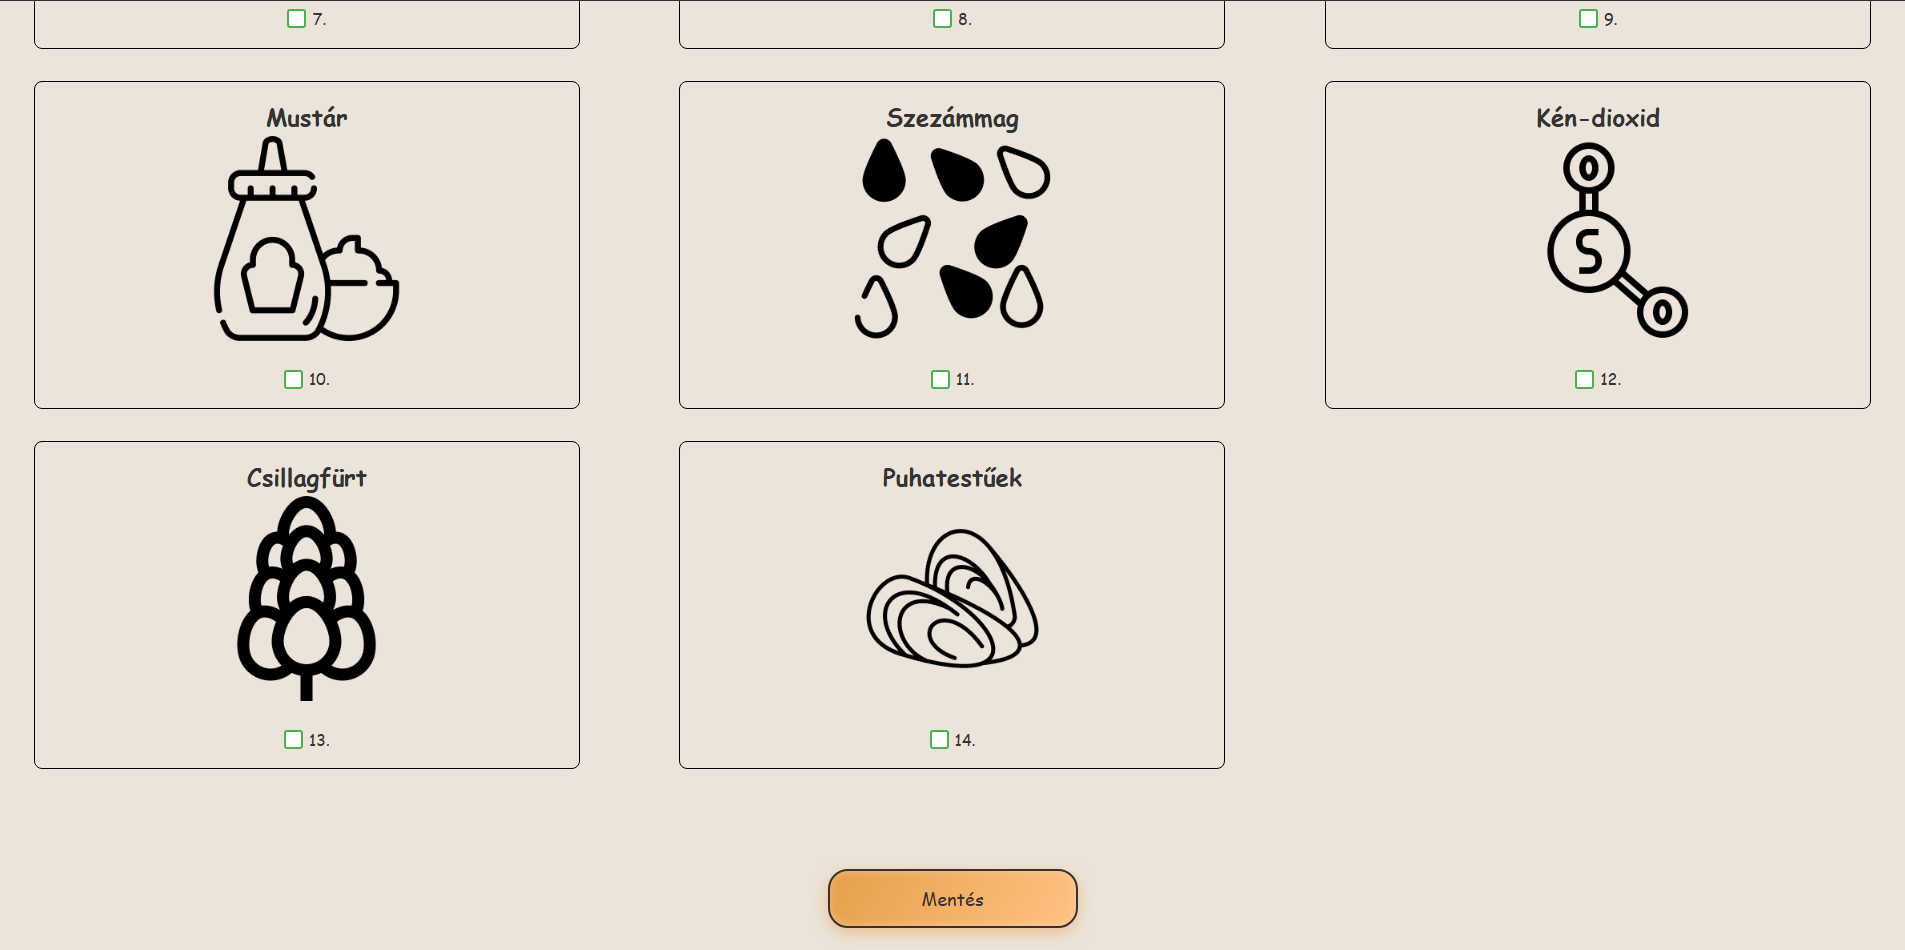 7.
8.
9.
Mustár
Szezámmag
Kén-dioxid
O
S
O
10.
11.
12.
Csillagfürt
Puhatestűek
13.
14.
Mentés